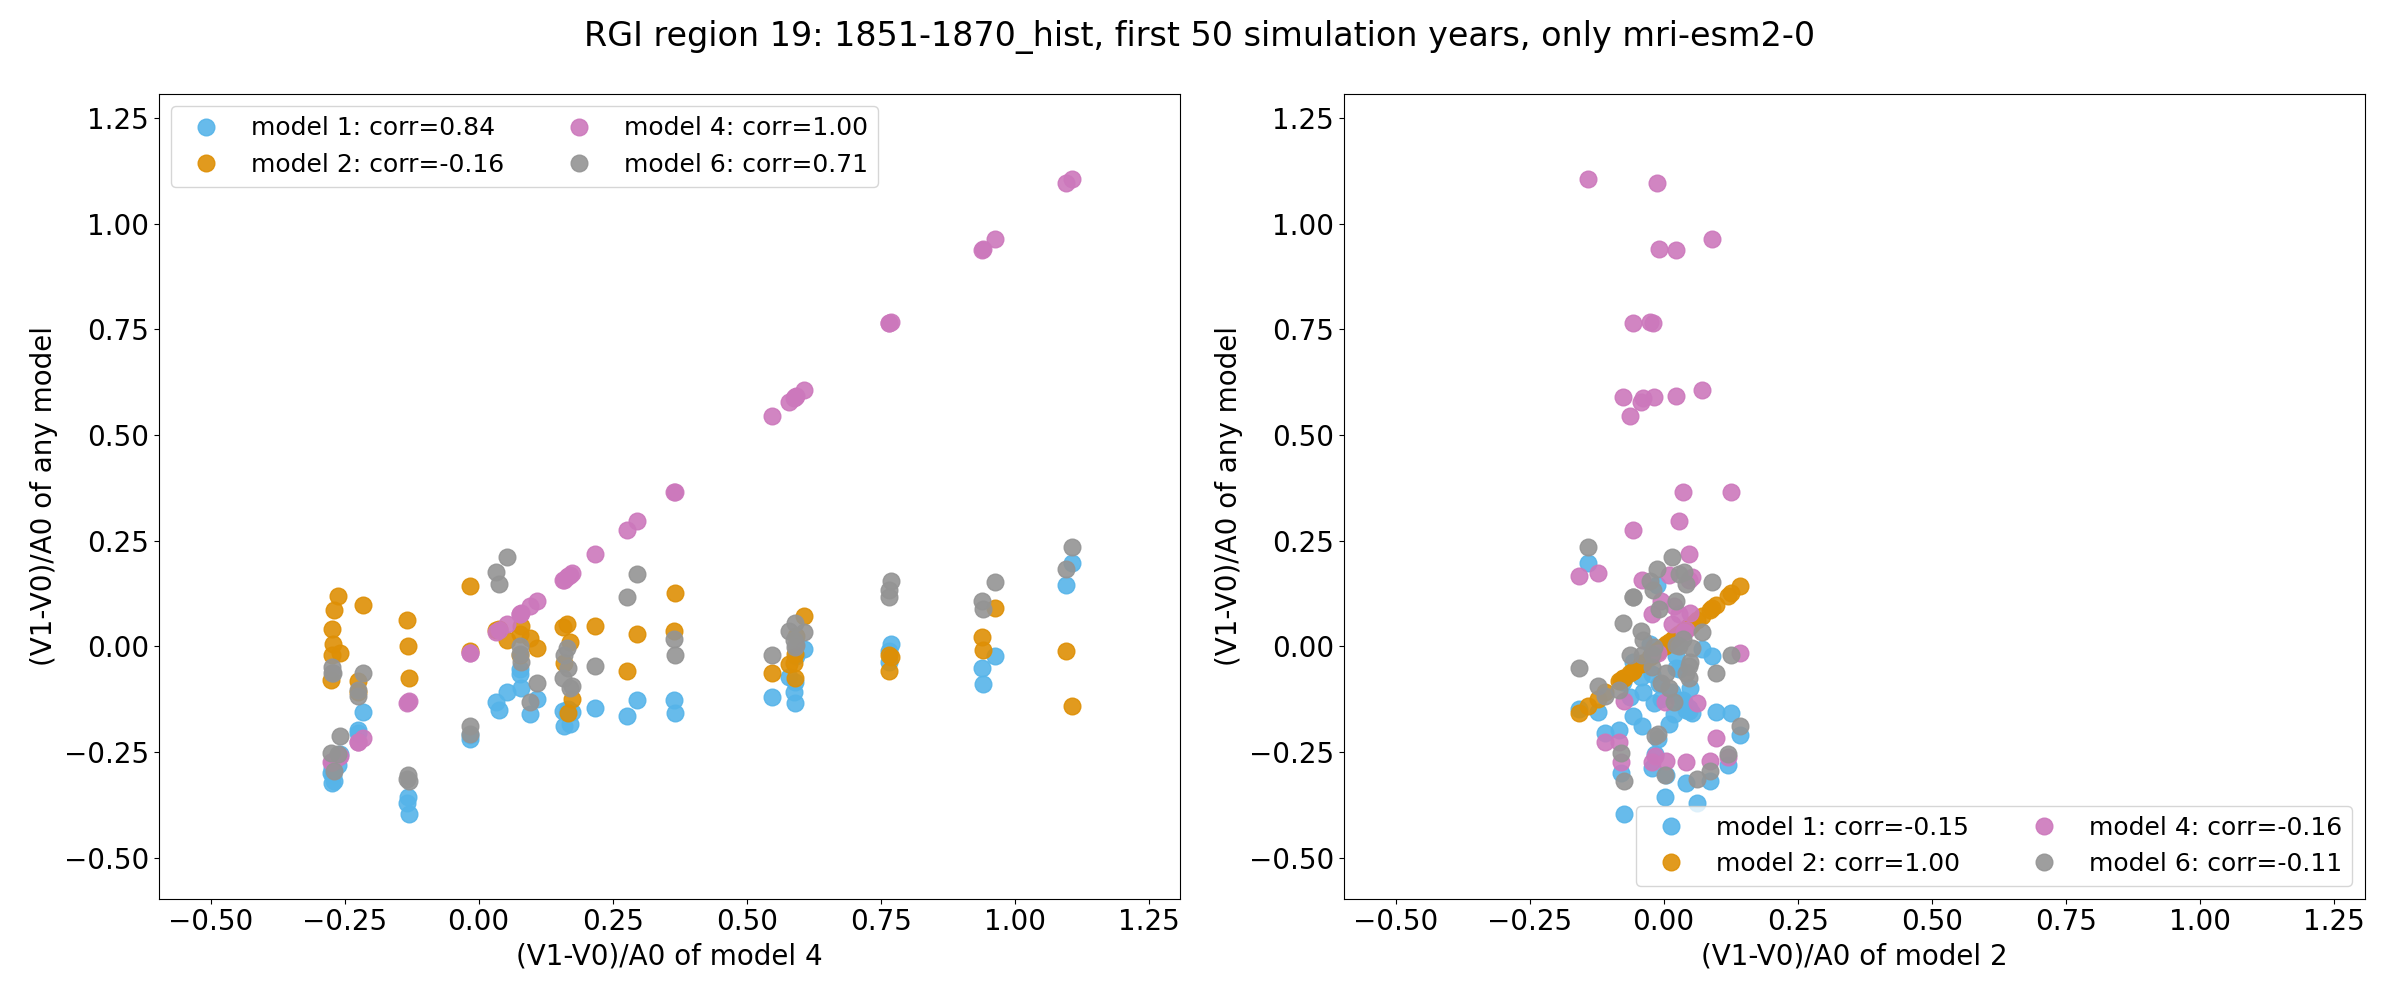 RGI region 19: 1851-1870_hist, first 50 simulation years, only mri-esm2-0
model 1: corr=0.84
model 2: corr=-0.16
model 4: corr=1.00
model 6: corr=0.71
(V1-V0)/A0 of any model
1.25
1.00
0.75
0.50
0.25
0.00
−0.25
−0.50
−0.50 −0.25 0.00 0.25 0.50 0.75 1.00 1.25
(V1-V0)/A0 of model 4
(V1-V0)/A0 of any model
1.25
1.00
0.75
0.50
0.25
0.00
−0.25
−0.50
model 1: corr=-0.15
model 2: corr=1.00
model 4: corr=-0.16
model 6: corr=-0.11
−0.50 −0.25 0.00 0.25 0.50 0.75 1.00 1.25
(V1-V0)/A0 of model 2